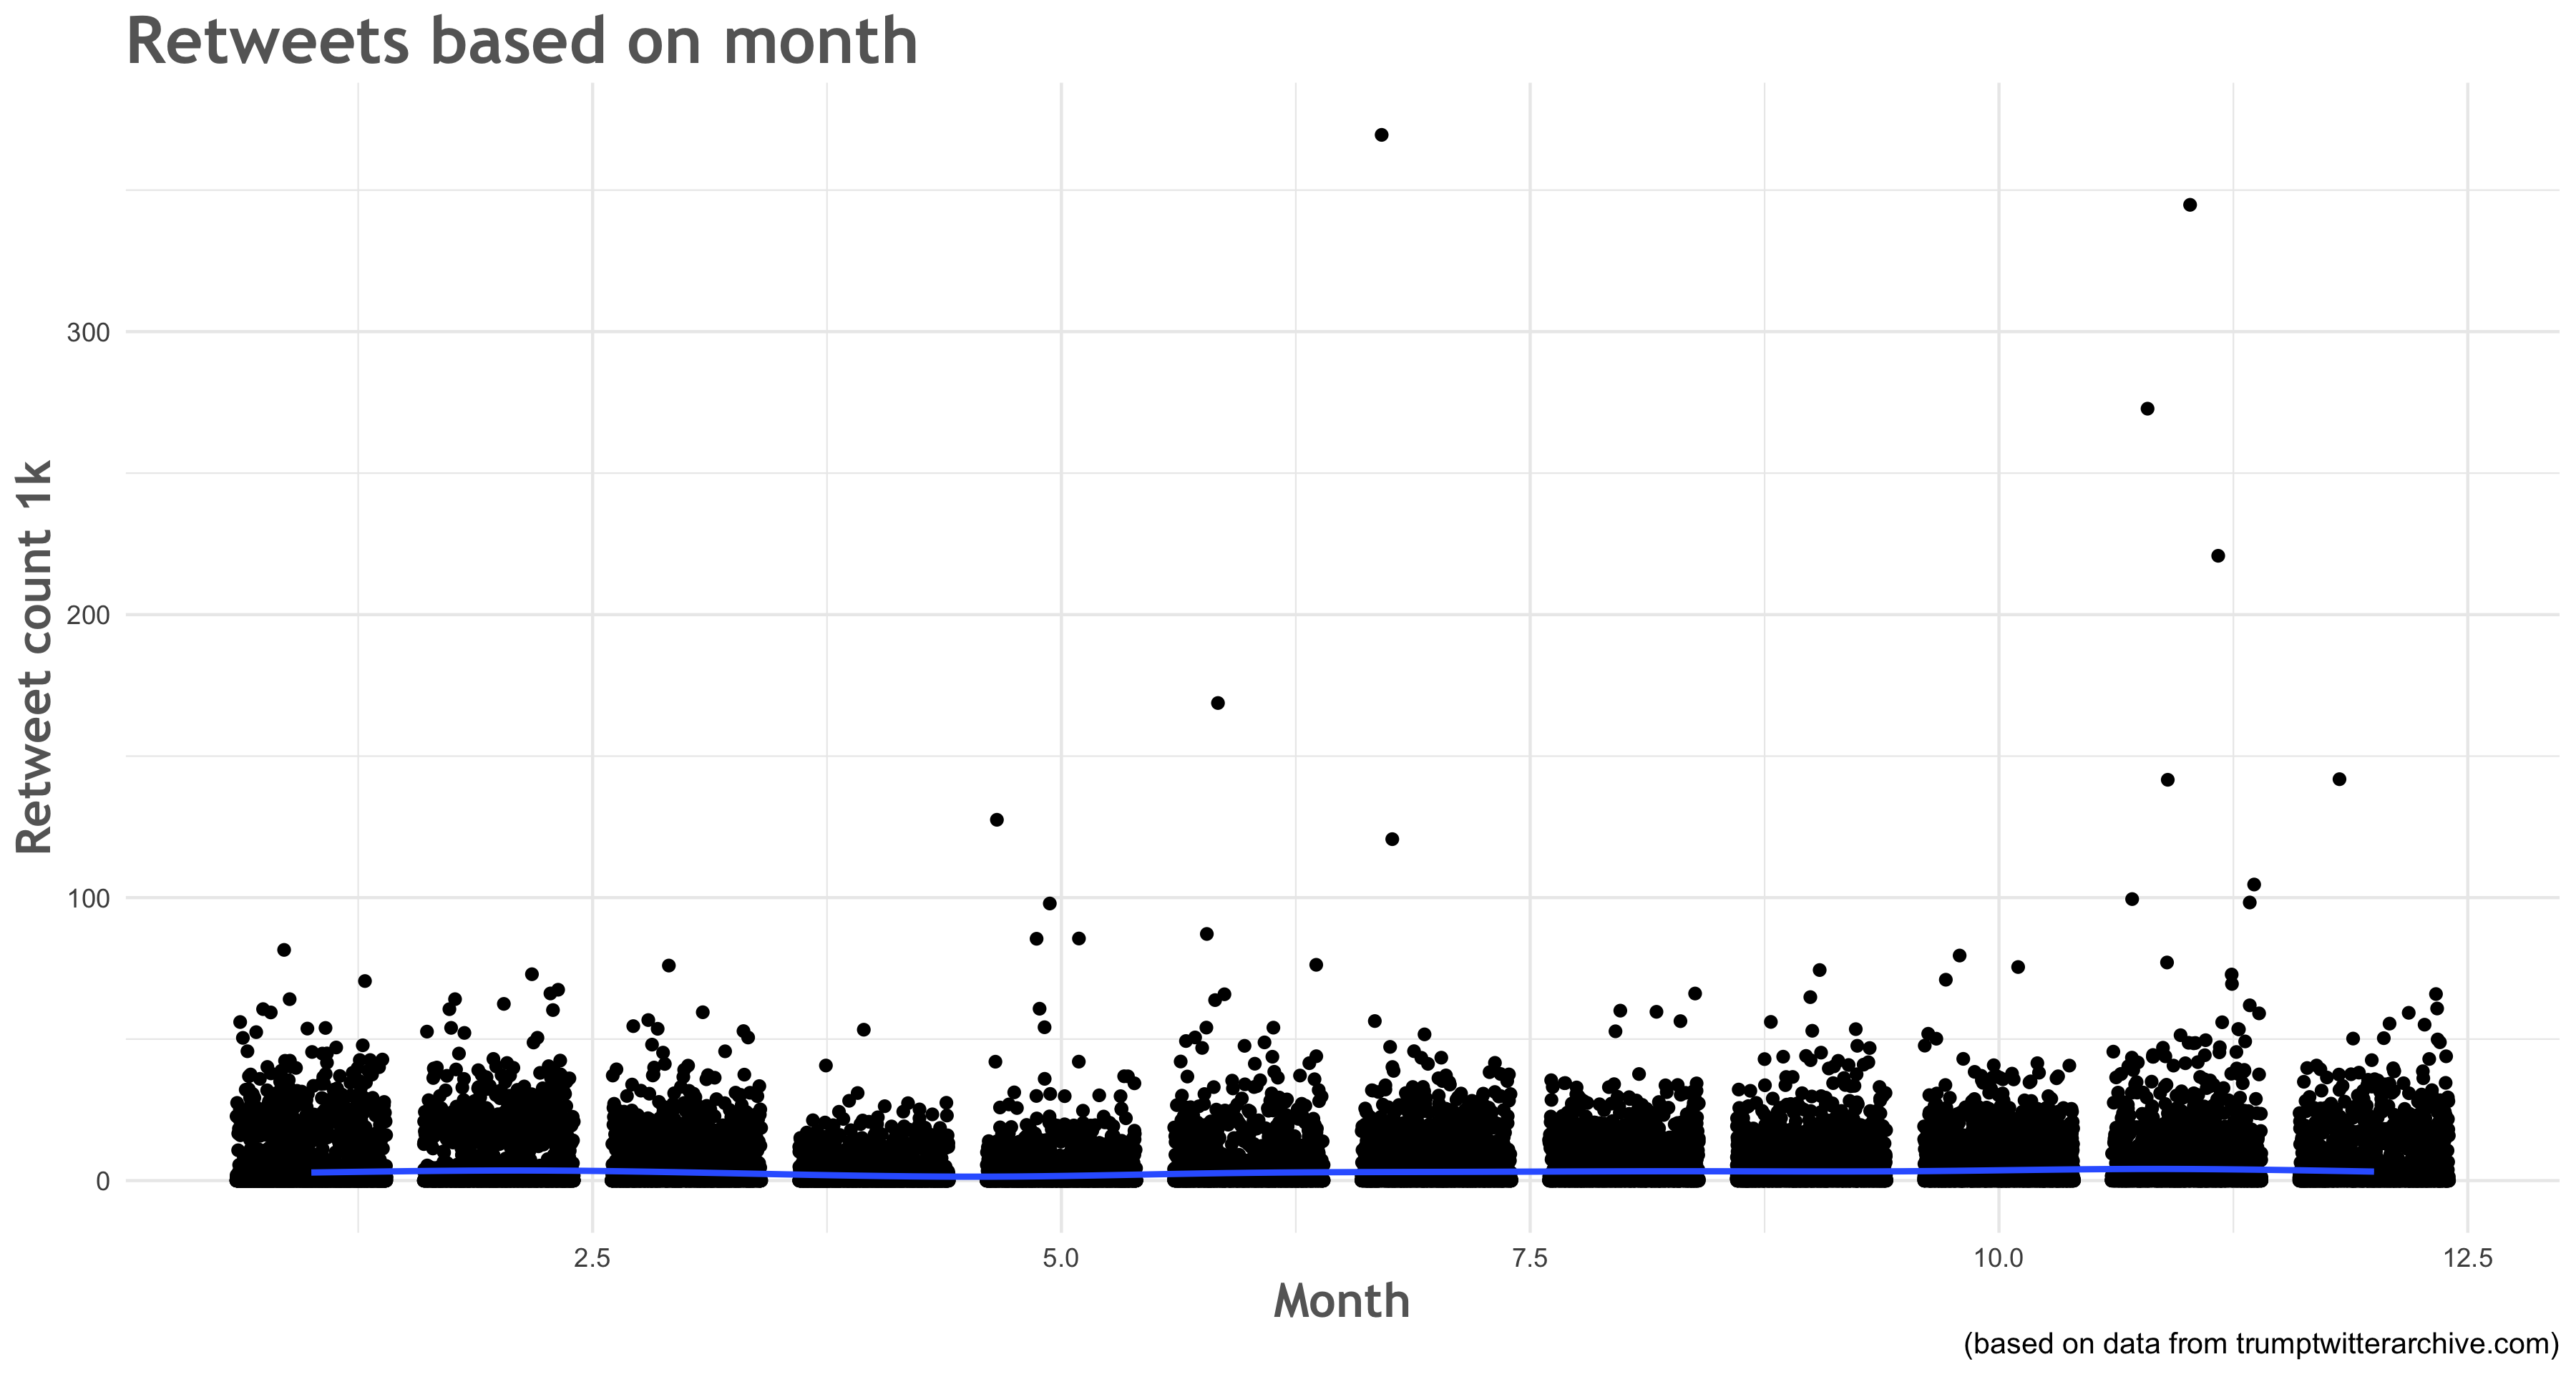 Retweets based on month
Retweet count 1k
300
200
100
0
2.5
5.0
7.5
10.0
12.5
Month
(based on data from trumptwitterarchive.com)